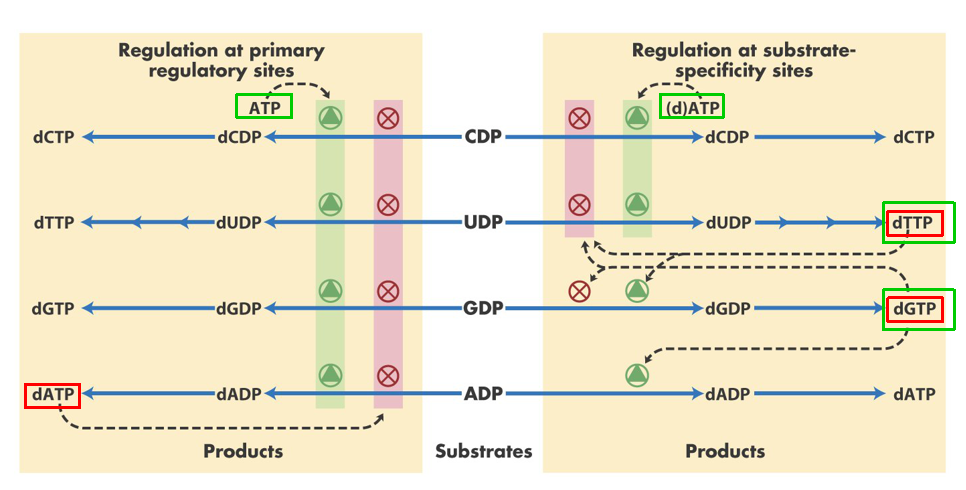 Regulation at primary
regulatory sites
Regulation at substrate-
specificity sites
ATP
(d)ATP
dCTP dCDP CDP dCDP dCTP
dTTP dUDP UDP dUDP dTTP
dGTP dGDP GDP dGDP dGTP
dATP dADP ADP dADP dATP
Products Substrates Products